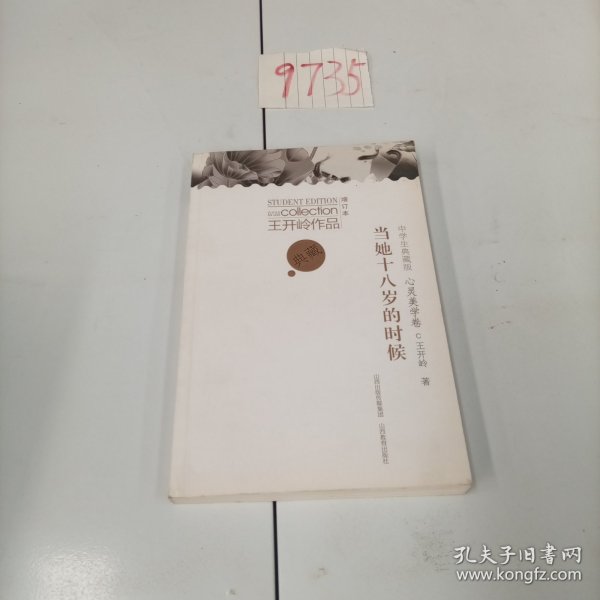 9735
STUDENT EDITION
collection
增订本
王开岭作品
典藏
中学生典藏版 心灵美学卷 © 王开岭 著
当她十八岁的时候
山西出版传媒集团 山西教育出版社
孔夫子旧书网
www.kongfz.com